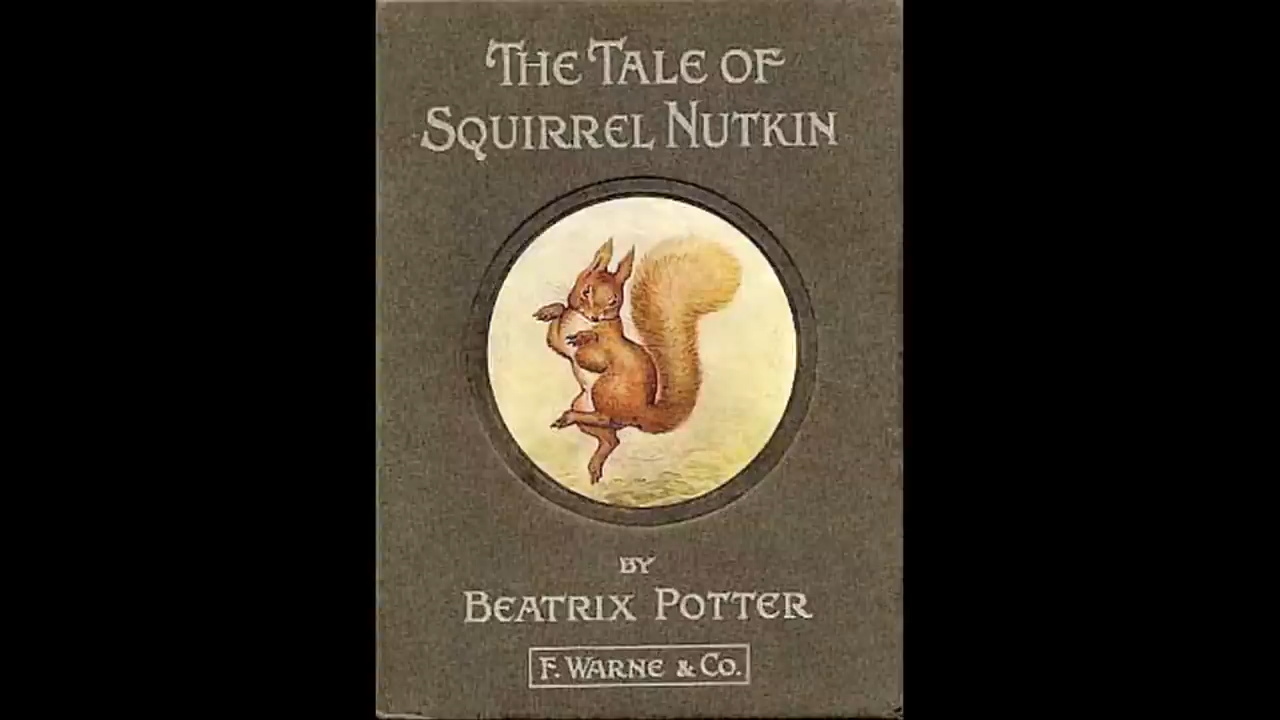 THE TALE OF
SQUIRREL NUTKIN
BY
BEATRIX POTTER
F. WARNE & CO.